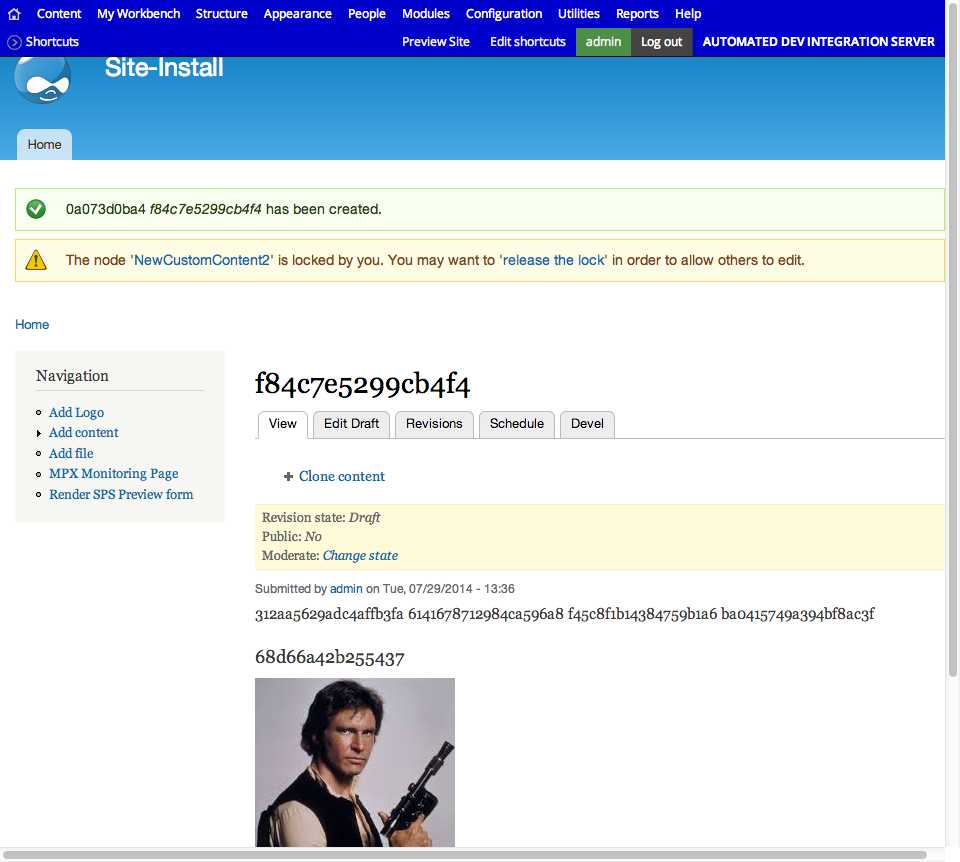 Content My Workbench Structure Appearance People Modules Configuration Utilities Reports Help
Shortcuts Preview Site Edit shortcuts admin Log out AUTOMATED DEV INTEGRATION SERVER
Site-Install
Home
0a073d0ba4 f84c7e5299cb4f4 has been created.
The node 'NewCustomContent2' is locked by you. You may want to 'release the lock' in order to allow others to edit.
Home
Navigation
Add Logo
Add content
Add file
MPX Monitoring Page
Render SPS Preview form
f84c7e5299cb4f4
View Edit Draft Revisions Schedule Devel
Clone content
Revision state: Draft
Public: No
Moderate: Change state
Submitted by admin on Tue, 07/29/2014 - 13:36
312aa5629adc4affb3fa 6141678712984ca596a8 f45c8f1b14384759b1a6 ba0415749a394bf8ac3f
68d66a42b255437